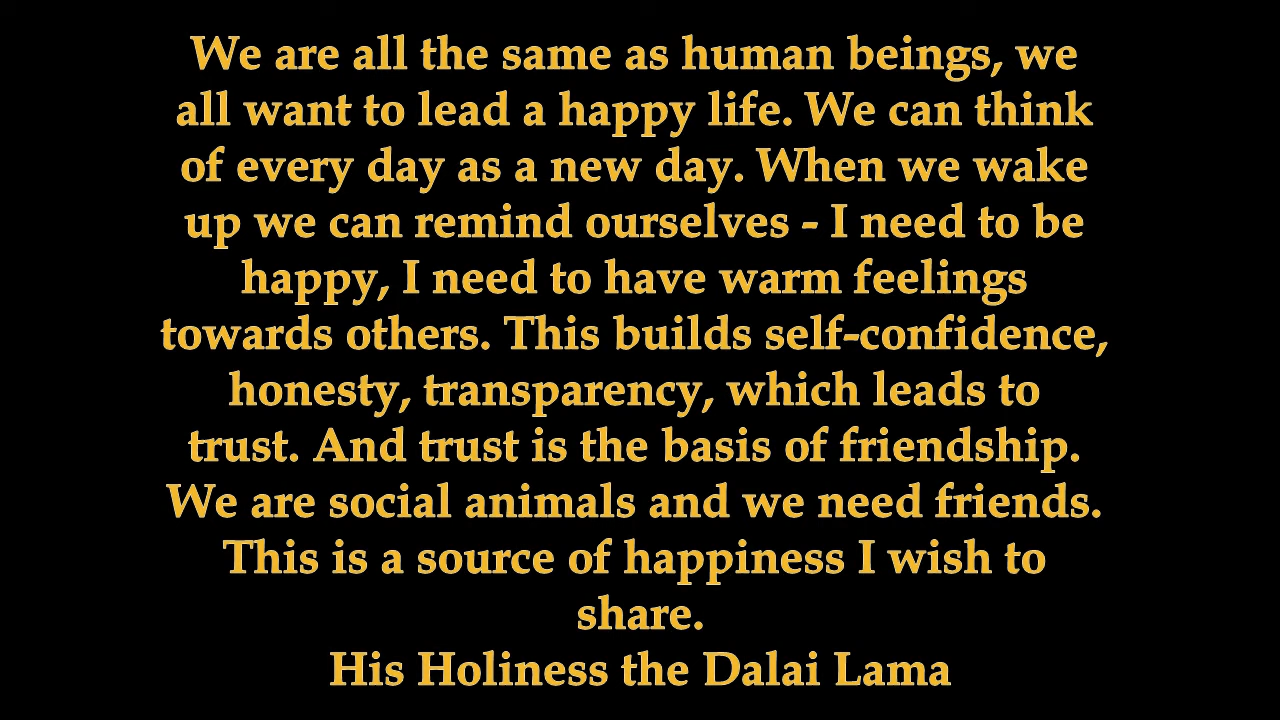 We are all the same as human beings, we
all want to lead a happy life. We can think
of every day as a new day. When we wake
up we can remind ourselves - I need to be
happy, I need to have warm feelings
towards others. This builds self-confidence,
honesty, transparency, which leads to
trust. And trust is the basis of friendship.
We are social animals and we need friends.
This is a source of happiness I wish to
share.
His Holiness the Dalai Lama